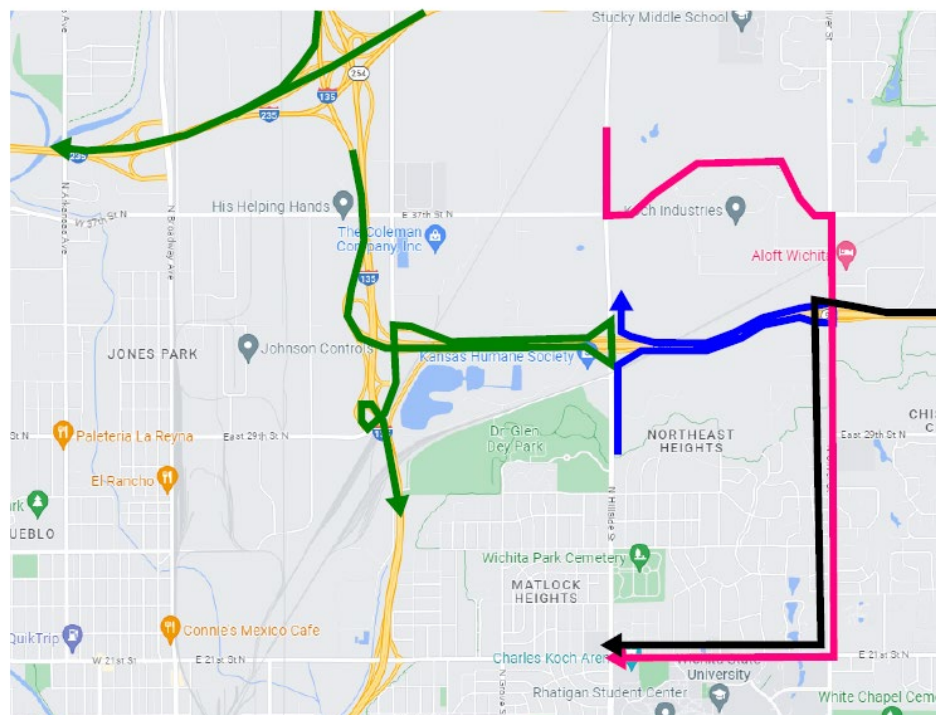 Stucky Middle School
254
135
235
235
N Arkansas Ave
N Broadway Ave
W 37th St N
His Helping Hands
E 37th St N
Koch Industries
The Coleman
Company Inc
Aloft Wichita
135
JONES PARK
Johnson Controls
Kansas Humane Society
St N
Paleteria La Reyna
East 29th St N
Dr. Glen
Dey Park
NORTHEAST
HEIGHTS
East 29th St N
El Rancho
N Hillside St
Wichita Park Cemetery
MATLOCK
HEIGHTS
QuikTrip
Connie's Mexico Cafe
W 21st St
E 21st St N
E 21st St N
N Grove St
Charles Koch Arena
Wichita State
University
Rhatigan Student Center
White Chapel Ceme